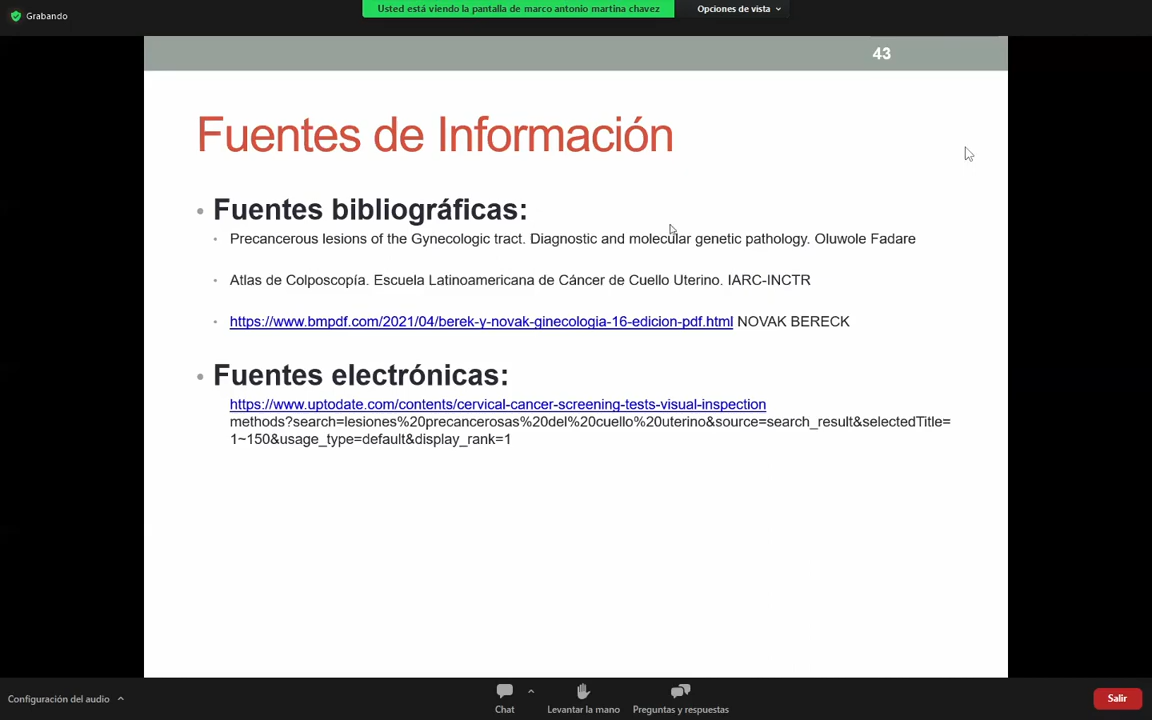 Grabando
Usted está viendo la pantalla de marco antonio martina chavez
Opciones de vista
43
Fuentes de Información
• Fuentes bibliográficas:
• Precancerous lesions of the Gynecologic tract. Diagnostic and molecular genetic pathology. Oluwole Fadare
• Atlas de Colposcopía. Escuela Latinoamericana de Cáncer de Cuello Uterino. IARC-INCTR
• https://www.bmpdf.com/2021/04/berek-y-novak-ginecologia-16-edicion-pdf.html NOVAK BERECK
• Fuentes electrónicas:
https://www.uptodate.com/contents/cervical-cancer-screening-tests-visual-inspection
methods?search=lesiones%20precancerosas%20del%20cuello%20uterino&source=search_result&selectedTitle=
1~150&usage_type=default&display_rank=1
Configuración del audio
Chat
Levantar la mano
Preguntas y respuestas
Salir